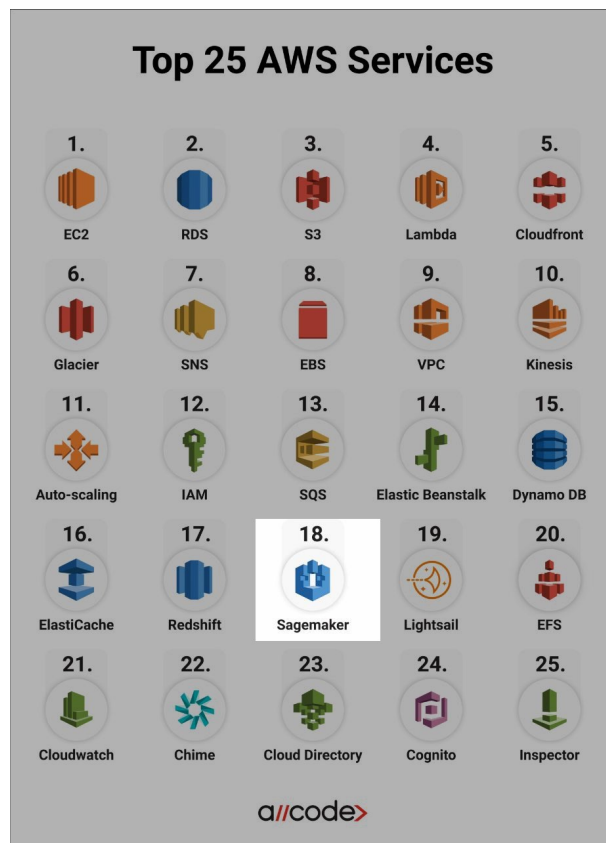 Top 25 AWS Services
1. 2. 3. 4. 5.
EC2 RDS S3 Lambda Cloudfront
6. 7. 8. 9. 10.
Glacier SNS EBS VPC Kinesis
11. 12. 13. 14. 15.
Auto-scaling IAM SQS Elastic Beanstalk Dynamo DB
16. 17. 18. 19. 20.
ElastiCache Redshift Sagemaker Lightsail EFS
21. 22. 23. 24. 25.
Cloudwatch Chime Cloud Directory Cognito Inspector
a//code>